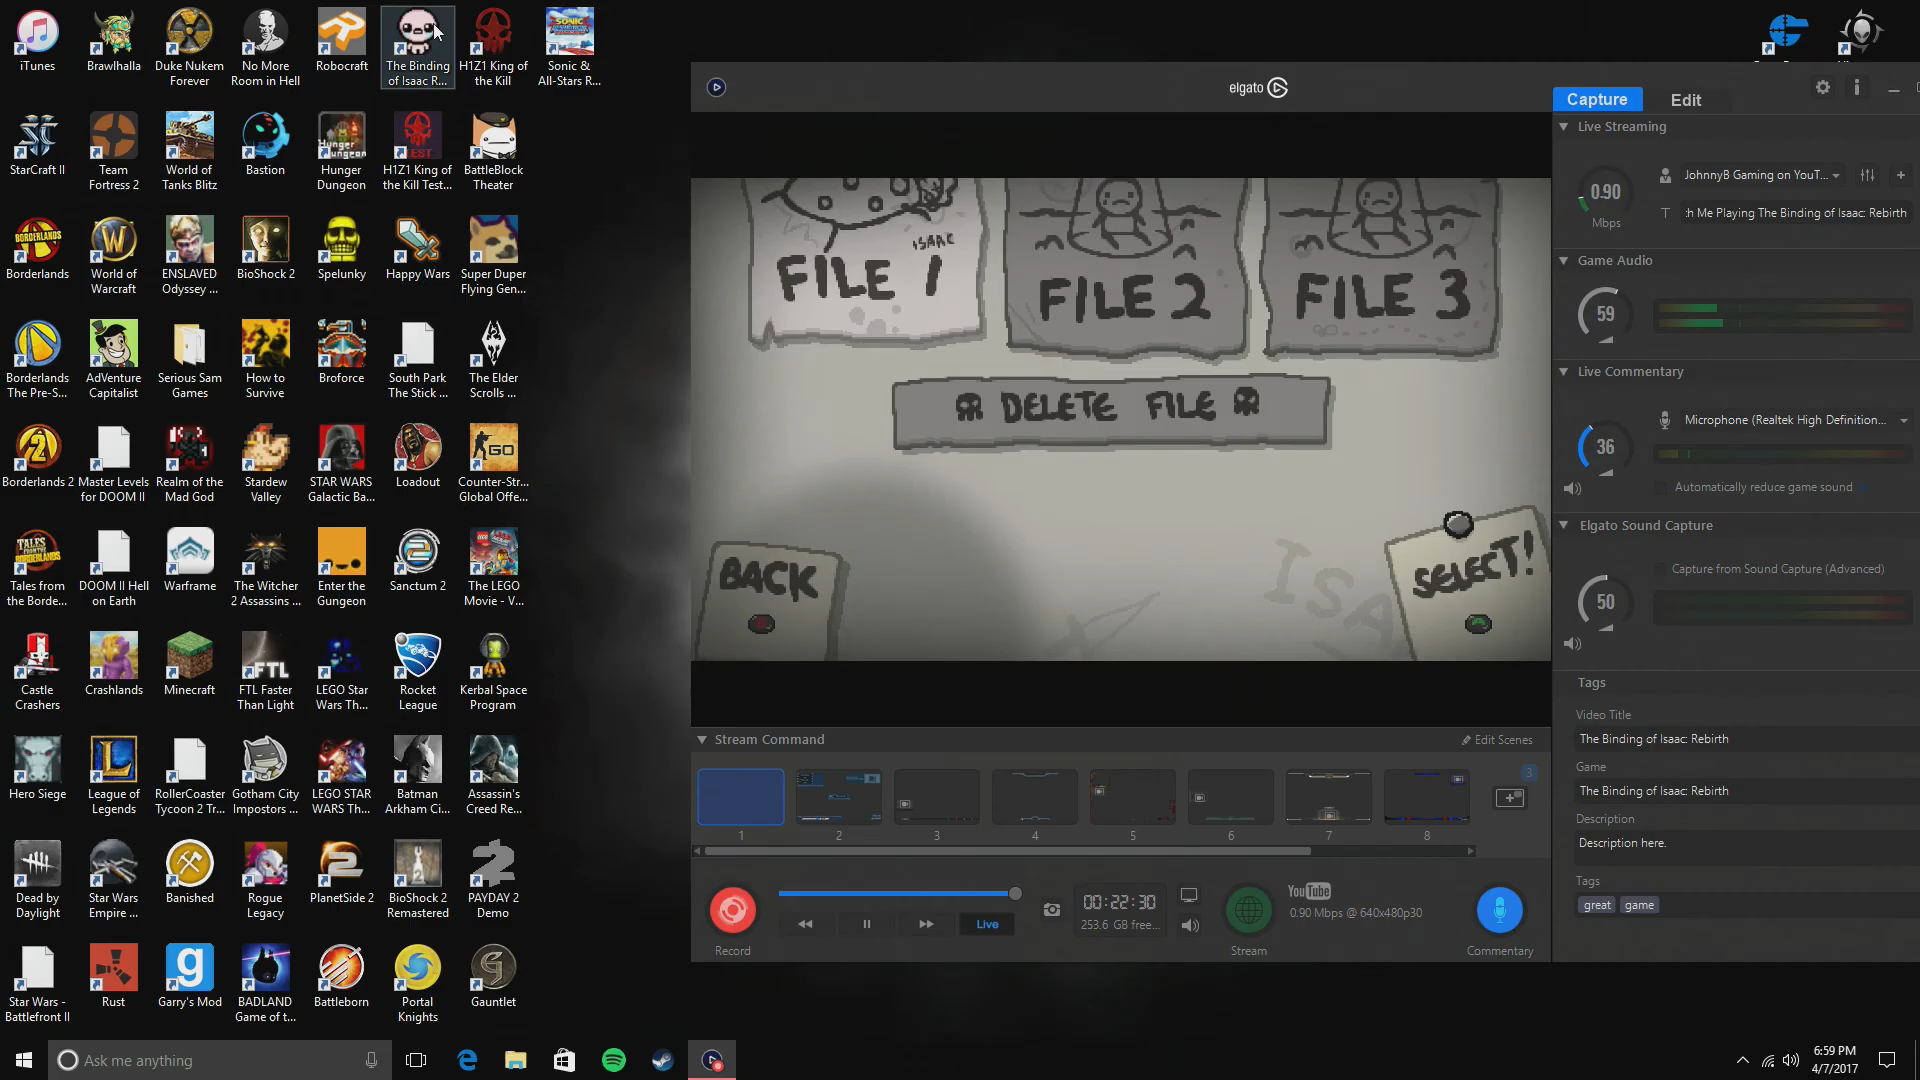 iTunes
Brawlhalla
Duke Nukem
Forever
No More
Room in Hell
Robocraft
The Binding
of Isaac R...
H1Z1 King of
the Kill
Sonic &
All-Stars R...
StarCraft II
Team
Fortress 2
World of
Tanks Blitz
Bastion
Hunger
Dungeon
H1Z1 King of
the Kill Test...
BattleBlock
Theater
Borderlands
World of
Warcraft
ENSLAVED
Odyssey ...
BioShock 2
Spelunky
Happy Wars
Super Duper
Flying Gen...
Borderlands
The Pre-S...
AdVenture
Capitalist
Serious Sam
Games
How to
Survive
Broforce
South Park
The Stick ...
The Elder
Scrolls ...
Borderlands 2
Master Levels
for DOOM II
Realm of the
Mad God
Stardew
Valley
STAR WARS
Galactic Ba...
Loadout
Counter-Str...
Global Offe...
Tales from
the Borde...
DOOM II Hell
on Earth
Warframe
The Witcher
2 Assassins ...
Enter the
Gungeon
Sanctum 2
The LEGO
Movie - V...
Castle
Crashers
Crashlands
Minecraft
FTL Faster
Than Light
LEGO Star
Wars Th...
Rocket
League
Kerbal Space
Program
Hero Siege
League of
Legends
RollerCoaster
Tycoon 2 Tr...
Gotham City
Impostors ...
LEGO STAR
WARS Th...
Batman
Arkham Ci...
Assassin's
Creed Re...
Dead by
Daylight
Star Wars
Empire ...
Banished
Rogue
Legacy
PlanetSide 2
BioShock 2
Remastered
PAYDAY 2
Demo
Star Wars -
Battlefront II
Rust
Garry's Mod
BADLAND
Game of t...
Battleborn
Portal
Knights
Gauntlet
elgato
Capture
Edit
Live Streaming
0.90
Mbps
JohnnyB Gaming on YouT...
:h Me Playing The Binding of Isaac: Rebirth
Game Audio
59
Live Commentary
36
Microphone (Realtek High Definition...
Automatically reduce game sound
Elgato Sound Capture
Capture from Sound Capture (Advanced)
50
Tags
Video Title
The Binding of Isaac: Rebirth
Game
The Binding of Isaac: Rebirth
Description
Description here.
Tags
great game
ISAAC
FILE 1
FILE 2
FILE 3
DELETE FILE
BACK
SELECT!
ISA
Stream Command
Edit Scenes
1
2
3
4
5
6
7
8
3
Record
Live
00:22:30
253.6 GB free...
Stream
YouTube
0.90 Mbps @ 640x480p30
Commentary
Ask me anything
6:59 PM
4/7/2017